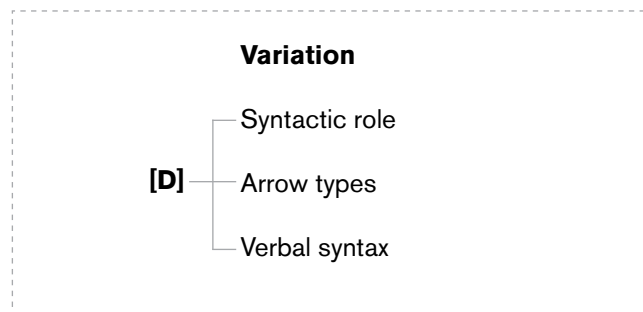 Variation
Syntactic role
[D] Arrow types
Verbal syntax